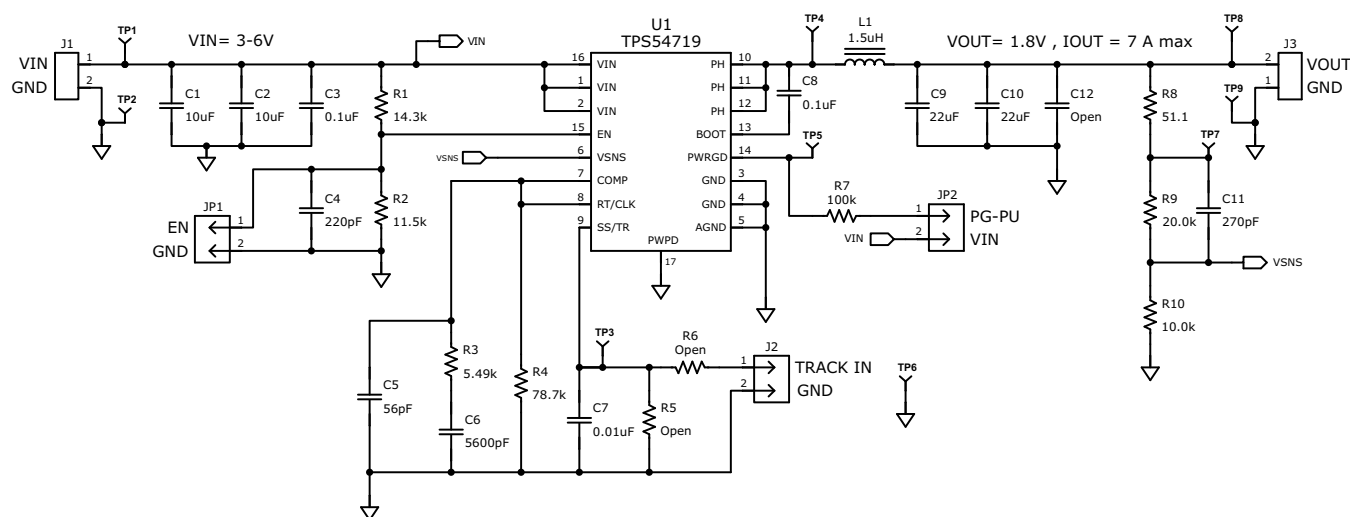 J1
VIN
GND
1
2
TP1
TP2
VIN= 3-6V
VIN
C1
10uF
C2
10uF
C3
0.1uF
R1
14.3k
VSNS
JP1
EN
GND
1
2
C4
220pF
R2
11.5k
U1
TPS54719
16
VIN
1
VIN
2
VIN
15
EN
6
VSNS
7
COMP
8
RT/CLK
9
SS/TR
PH
10
PH
11
PH
12
BOOT
13
PWRGD
14
GND
3
GND
4
AGND
5
PWPD
17
TP4
L1
1.5uH
C8
0.1uF
TP5
R7
100k
VIN
JP2
1
2
PG-PU
VIN
VOUT= 1.8V , IOUT = 7 A max
C9
22uF
C10
22uF
C12
Open
TP8
J3
2
1
VOUT
GND
TP9
R8
51.1
TP7
R9
20.0k
C11
270pF
VSNS
R10
10.0k
C5
56pF
R3
5.49k
C6
5600pF
R4
78.7k
TP3
C7
0.01uF
R5
Open
R6
Open
J2
1
2
TRACK IN
GND
TP6